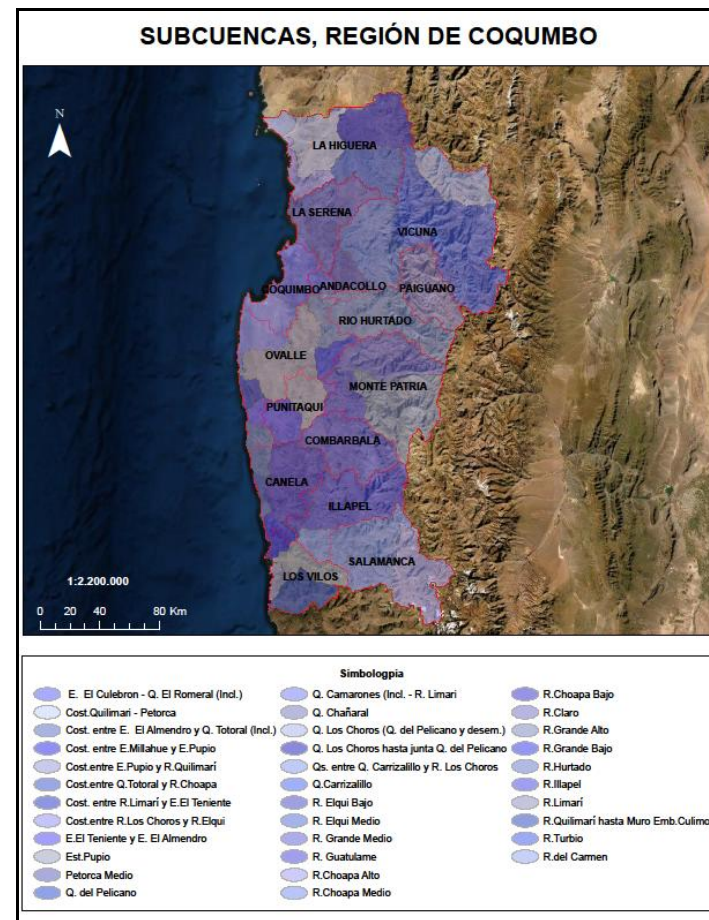 SUBCUENCAS, REGIÓN DE COQUMBO
N
LA HIGUERA
LA SERENA
VICUNA
COQUIMBO
ANDACOLLO
PAIGUANO
RIO HURTADO
OVALLE
MONTE PATRIA
PUNITAQUI
COMBARBALA
CANELA
ILLAPEL
SALAMANCA
LOS VILOS
1:2.200.000
0 20 40 80 Km
Simbologpia
E. El Culebron - Q. El Romeral (Incl.)
Cost.Quilimari - Petorca
Cost. entre E. El Almendro y Q. Totoral (Incl.)
Cost. entre E.Millahue y E.Pupio
Cost.entre E.Pupio y R.Quilimarí
Cost.entre Q.Totoral y R.Choapa
Cost. entre R.Limarí y E.El Teniente
Cost.entre R.Los Choros y R.Elqui
E.El Teniente y E. El Almendro
Est.Pupio
Petorca Medio
Q. del Pelicano
Q. Camarones (Incl. - R. Limari
Q. Chañaral
Q. Los Choros (Q. del Pelicano y desem.)
Q. Los Choros hasta junta Q. del Pelicano
Qs. entre Q. Carrizalillo y R. Los Choros
Q.Carrizalillo
R. Elqui Bajo
R. Elqui Medio
R. Grande Medio
R. Guatulame
R.Choapa Alto
R.Choapa Medio
R.Choapa Bajo
R.Claro
R.Grande Alto
R.Grande Bajo
R.Hurtado
R.Illapel
R.Limarí
R.Quilimarí hasta Muro Emb.Culimo
R.Turbio
R.del Carmen